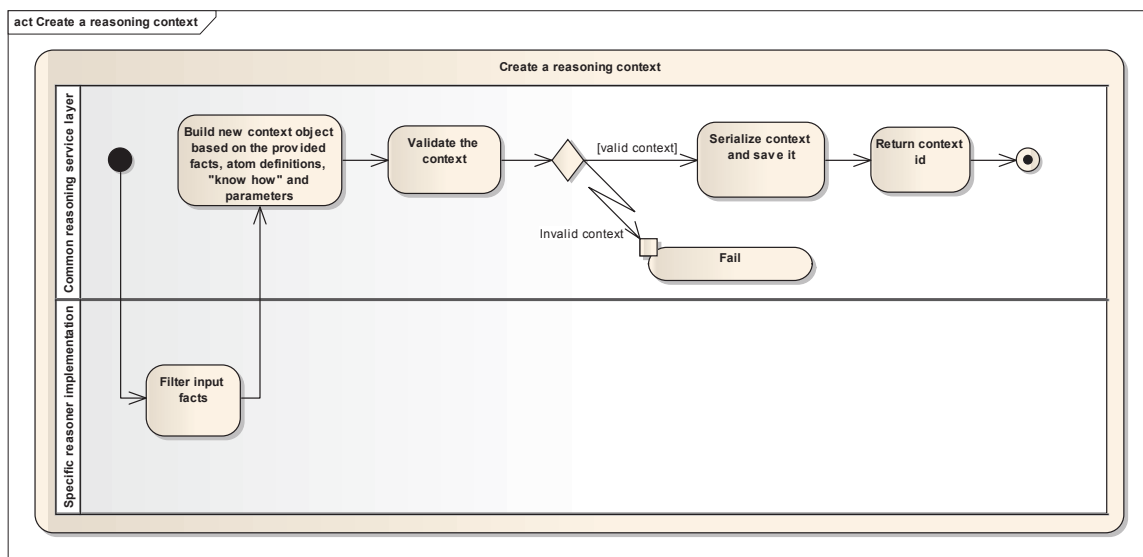 act Create a reasoning context
Create a reasoning context
Common reasoning service layer
Build new context object
based on the provided
facts, atom definitions,
"know how" and
parameters
Validate the
context
[valid context]
Serialize context
and save it
Return context
id
Invalid context
Fail
Specific reasoner implementation
Filter input
facts